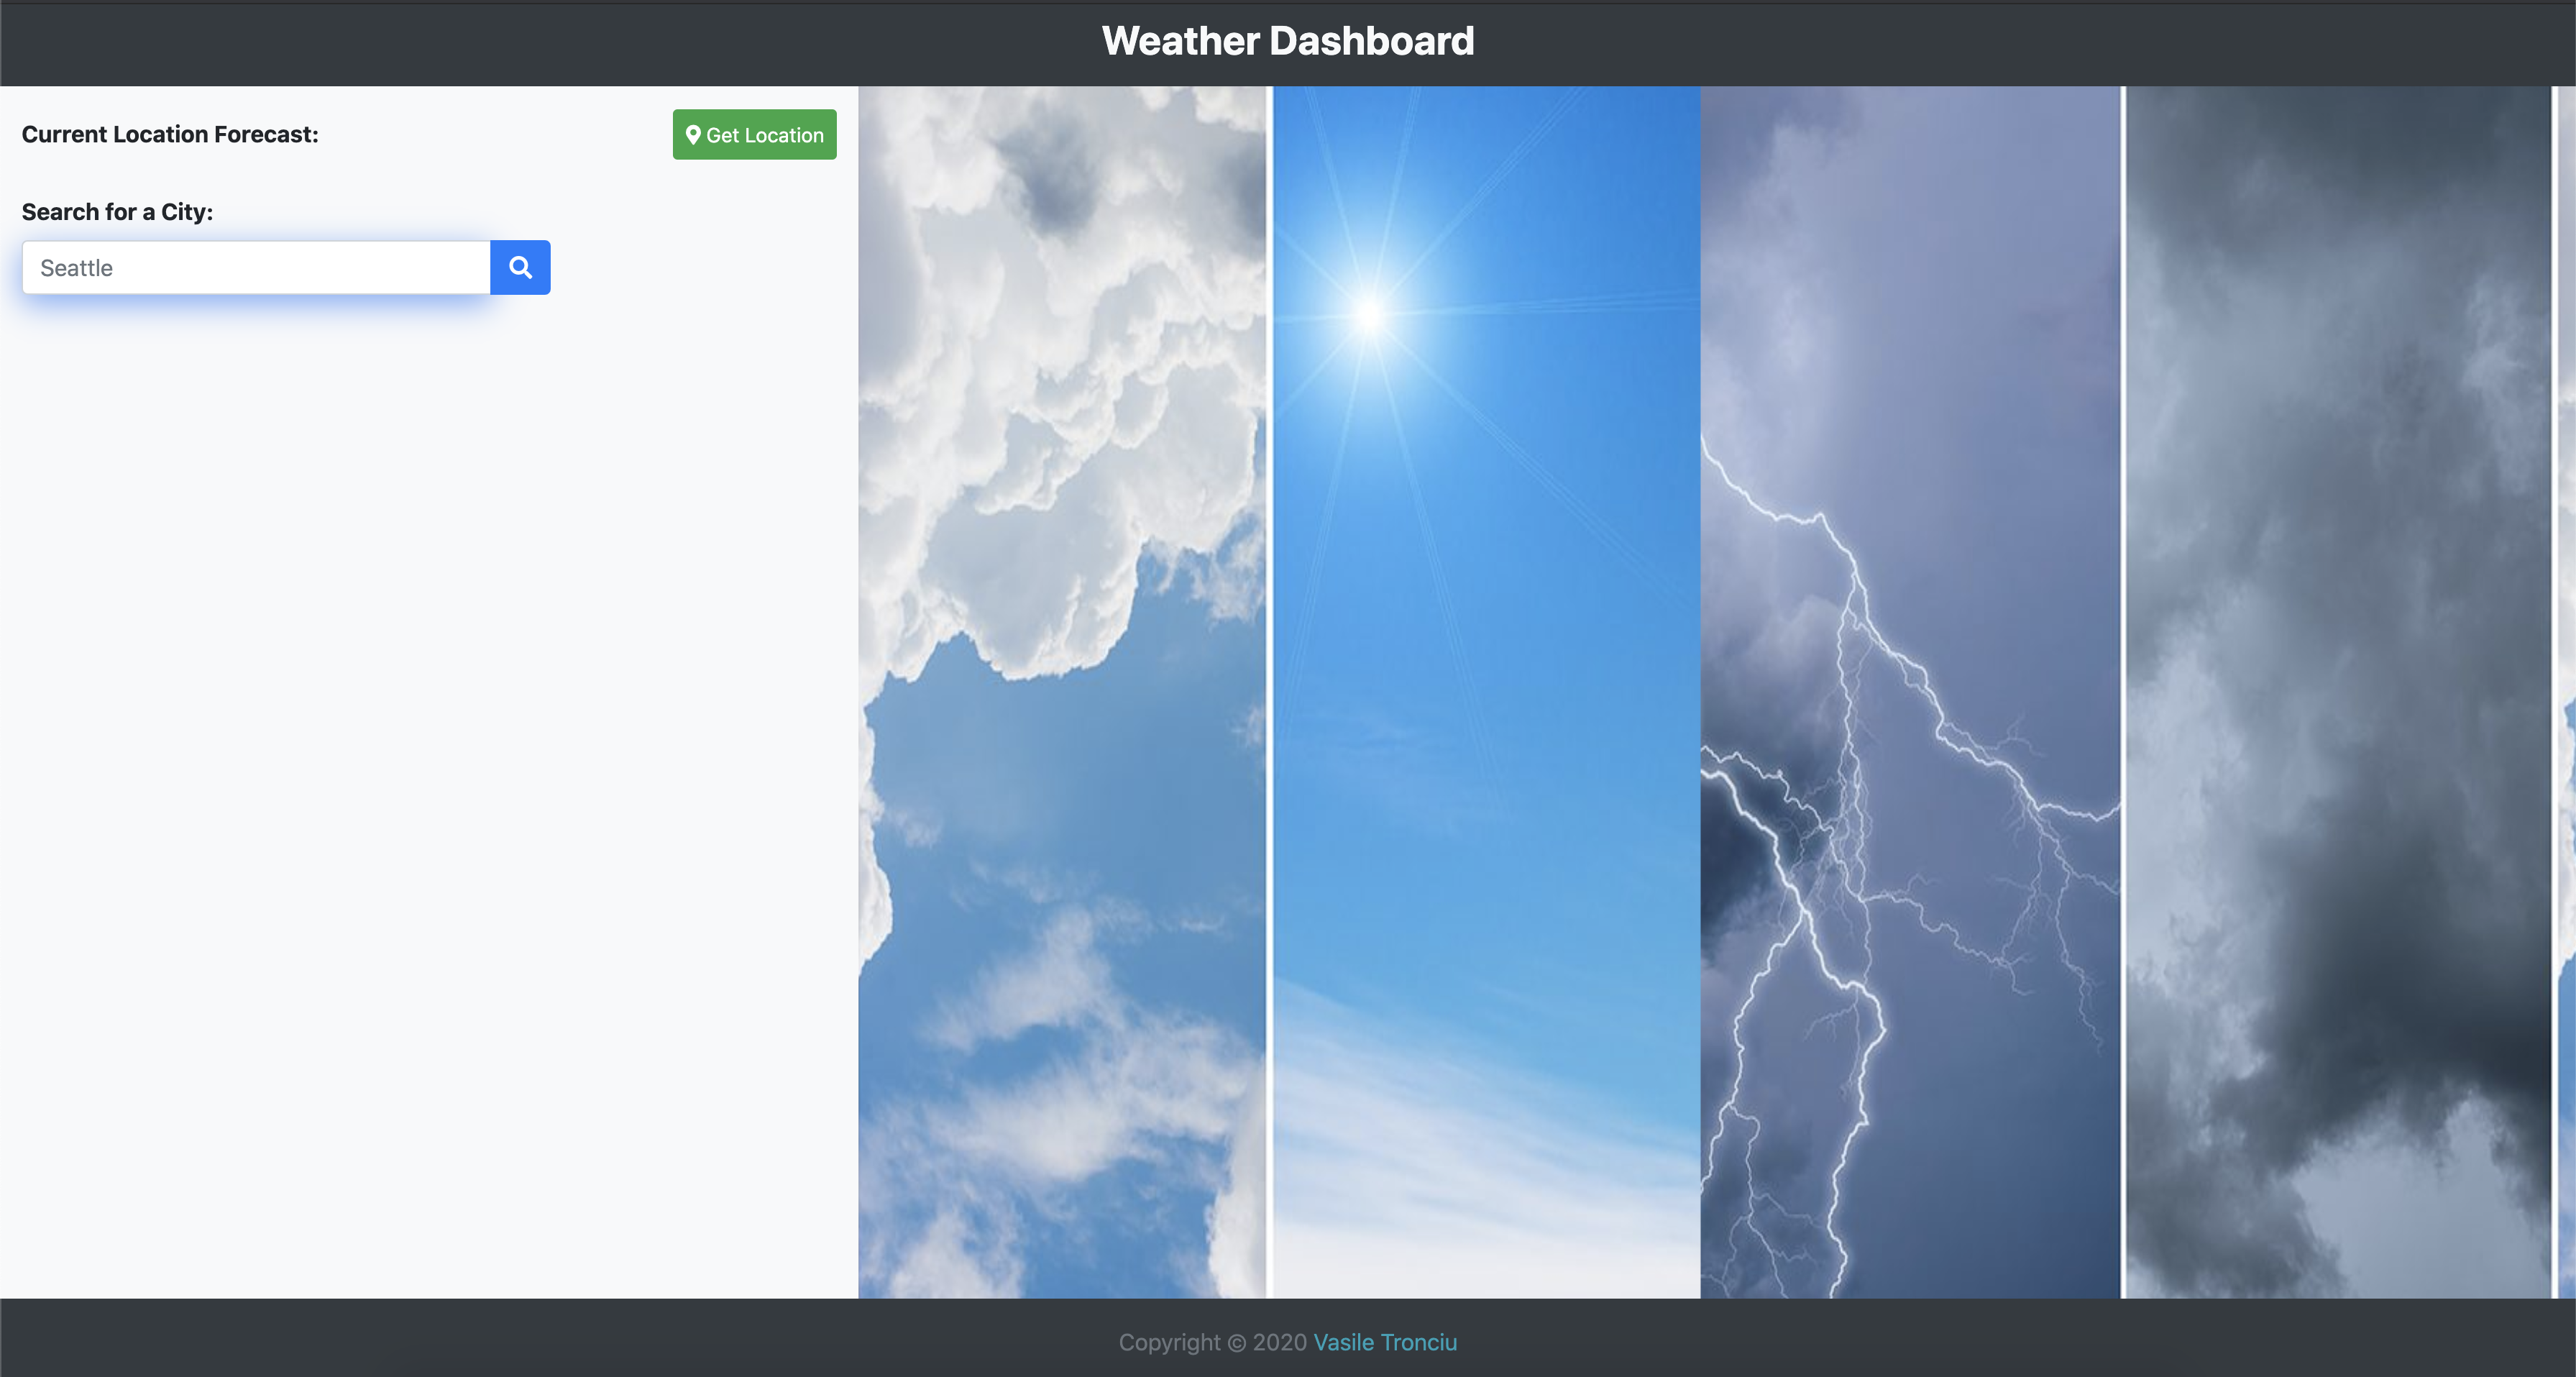 Weather Dashboard
Current Location Forecast:
Get Location
Search for a City:
Seattle
Copyright © 2020 Vasile Tronciu